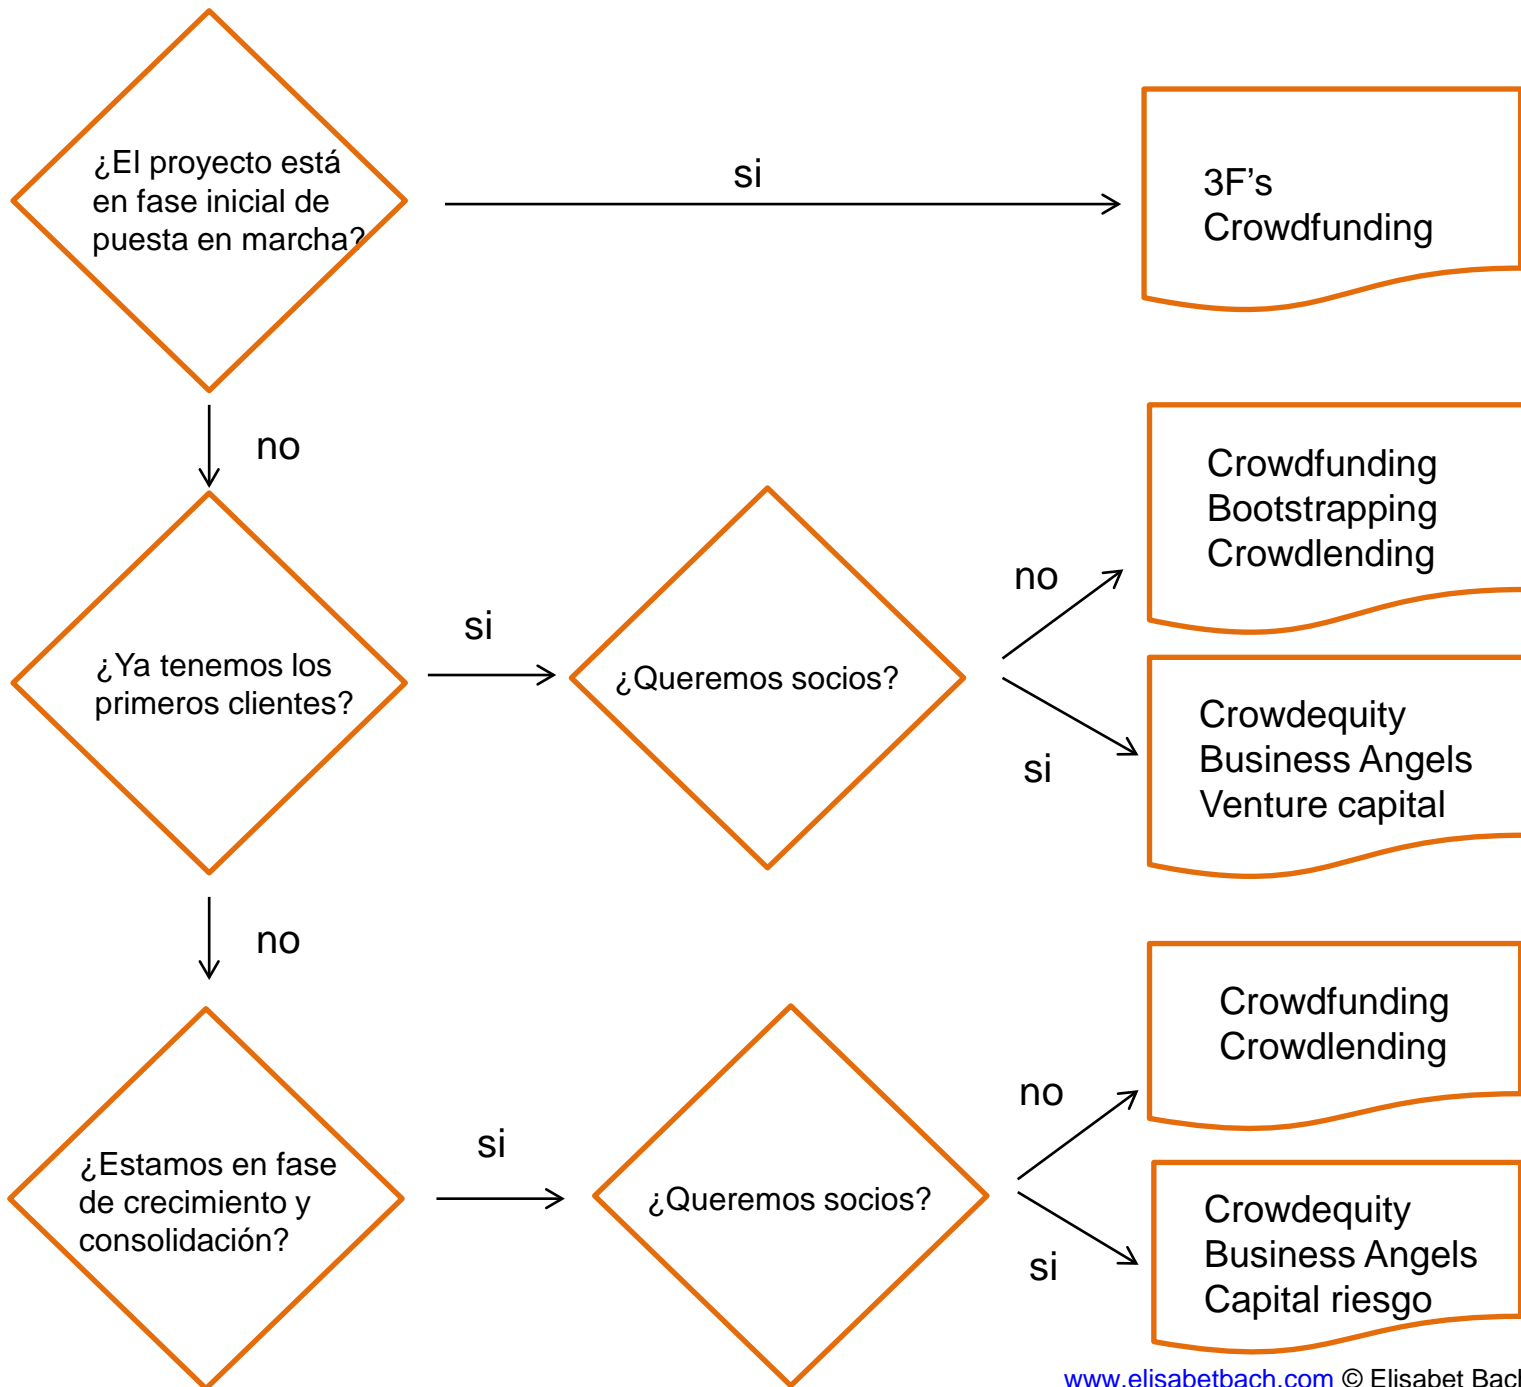 ¿El proyecto está
en fase inicial de
puesta en marcha?
si
3F's
Crowdfunding
no
¿Ya tenemos los
primeros clientes?
si
¿Queremos socios?
no
Crowdfunding
Bootstrapping
Crowdlending
si
Crowdequity
Business Angels
Venture capital
no
¿Estamos en fase
de crecimiento y
consolidación?
si
¿Queremos socios?
no
Crowdfunding
Crowdlending
si
Crowdequity
Business Angels
Capital riesgo
www.elisabetbach.com © Elisabet Bach